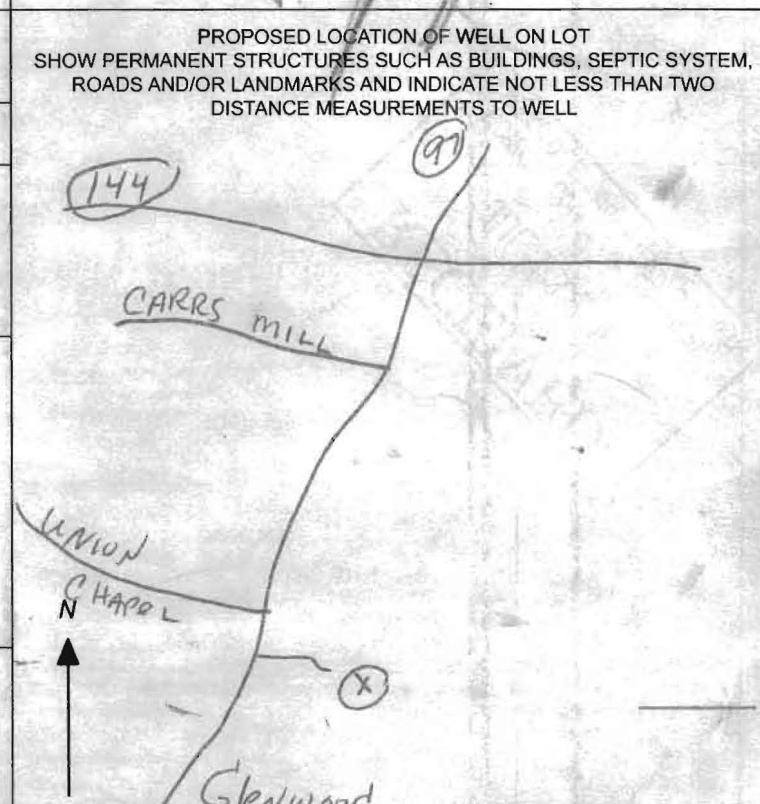 PROPOSED LOCATION OF WELL ON LOT
SHOW PERMANENT STRUCTURES SUCH AS BUILDINGS, SEPTIC SYSTEM,
ROADS AND/OR LANDMARKS AND INDICATE NOT LESS THAN TWO
DISTANCE MEASUREMENTS TO WELL
97
144
CARRS MILL
UNION
CHAPEL
N
X
Glenwood